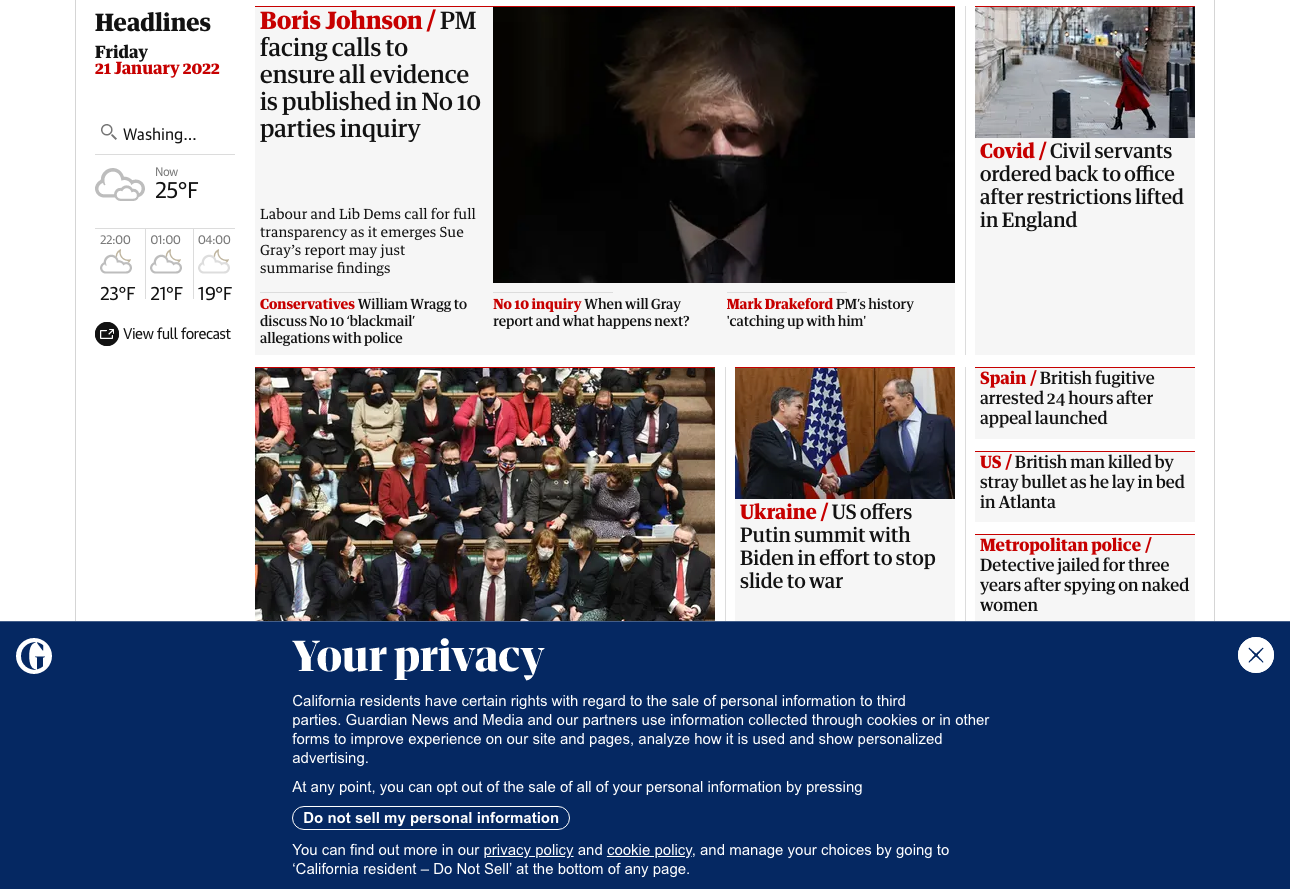 Headlines
Friday
21 January 2022
Washing...
Now
25°F
22:00
01:00
04:00
23°F
21°F
19°F
View full forecast
Boris Johnson / PM
facing calls to
ensure all evidence
is published in No 10
parties inquiry
Labour and Lib Dems call for full
transparency as it emerges Sue
Gray's report may just
summarise findings
Conservatives William Wragg to
discuss No 10 ‘blackmail’
allegations with police
No 10 inquiry When will Gray
report and what happens next?
Mark Drakeford PM's history
'catching up with him'
Covid / Civil servants
ordered back to office
after restrictions lifted
in England
Ukraine / US offers
Putin summit with
Biden in effort to stop
slide to war
Spain / British fugitive
arrested 24 hours after
appeal launched
US / British man killed by
stray bullet as he lay in bed
in Atlanta
Metropolitan police /
Detective jailed for three
years after spying on naked
women
Your privacy
California residents have certain rights with regard to the sale of personal information to third
parties. Guardian News and Media and our partners use information collected through cookies or in other
forms to improve experience on our site and pages, analyze how it is used and show personalized
advertising.
At any point, you can opt out of the sale of all of your personal information by pressing
Do not sell my personal information
You can find out more in our privacy policy and cookie policy, and manage your choices by going to
‘California resident – Do Not Sell’ at the bottom of any page.